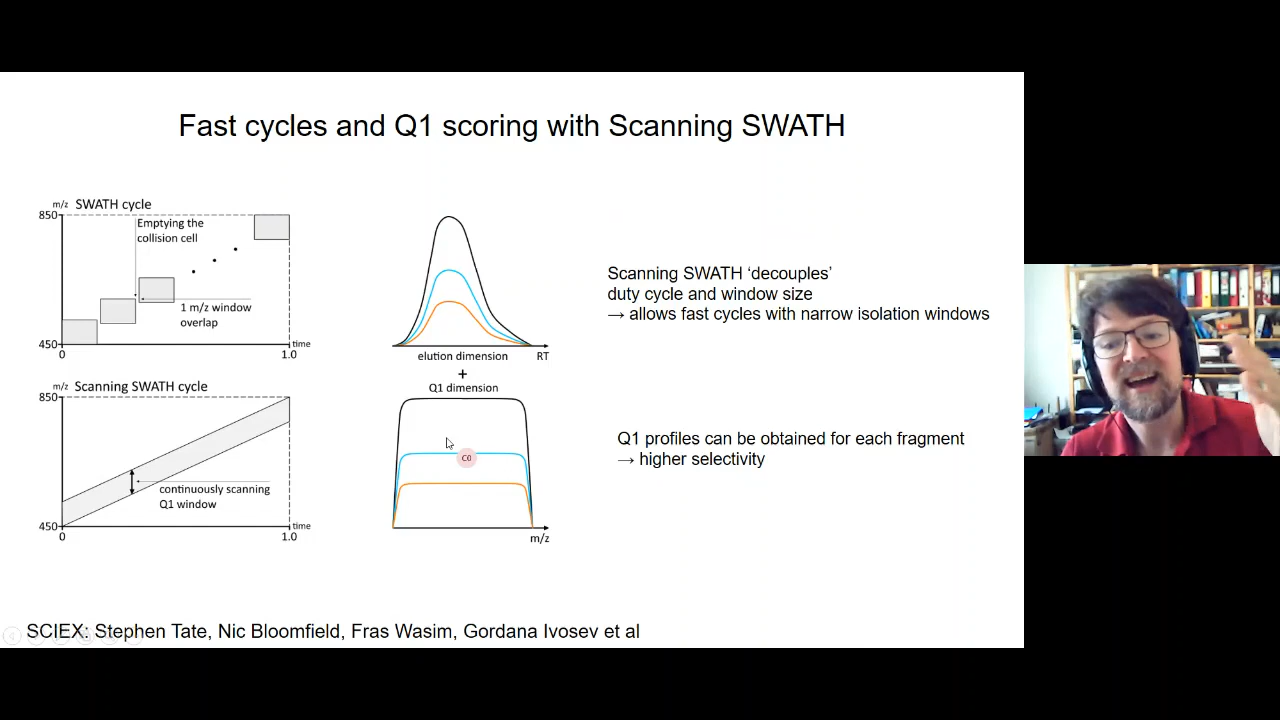 Fast cycles and Q1 scoring with Scanning SWATH
m/z SWATH cycle
850
Emptying the
collision cell
1 m/z window
overlap
450
time
0
1.0
m/z Scanning SWATH cycle
850
continuously scanning
Q1 window
450
time
0
1.0
elution dimension
RT
+
Q1 dimension
C0
m/z
Scanning SWATH ‘decouples’
duty cycle and window size
→ allows fast cycles with narrow isolation windows
Q1 profiles can be obtained for each fragment
→ higher selectivity
SCIEX: Stephen Tate, Nic Bloomfield, Fras Wasim, Gordana Ivosev et al